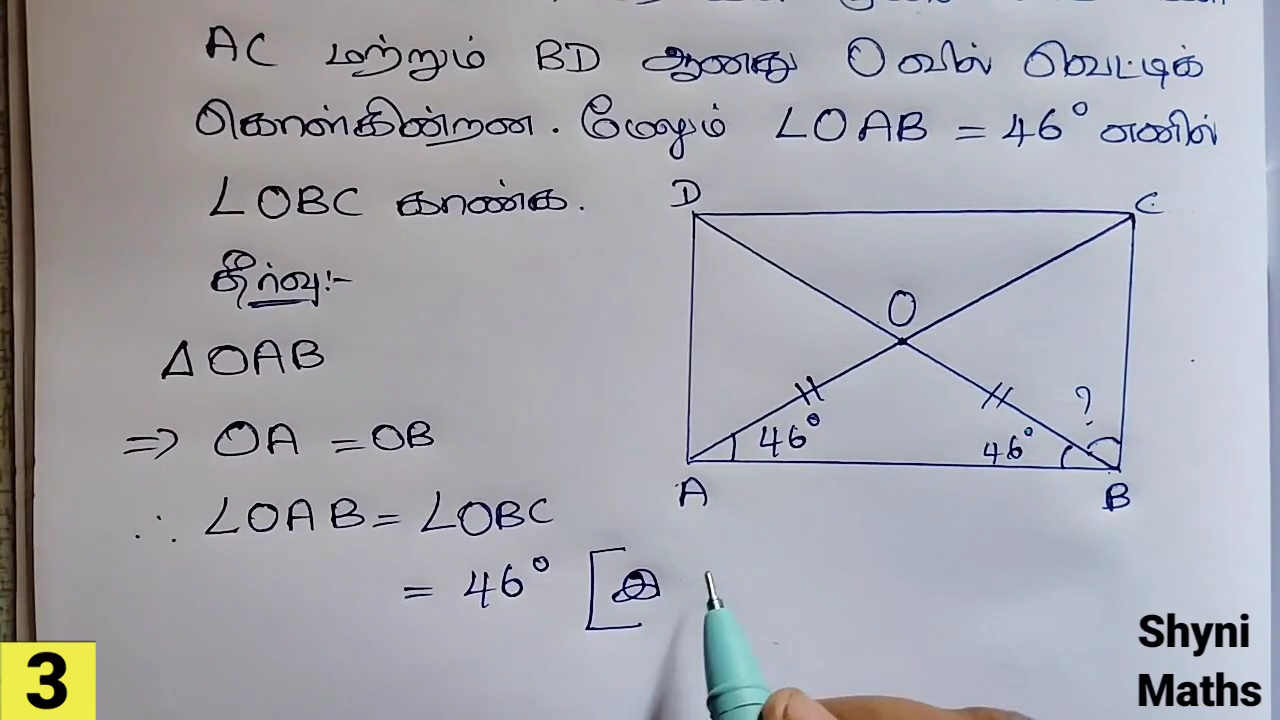 AC மற்றும் BD ஆனது O வில் வெட்டிக்
கொள்கின்றன. மேலும் ∠OAB = 46° எனில்
∠OBC காண்க.
தீர்வு:-
△OAB
⇒ OA = OB
∴ ∠OAB = ∠OBC
= 46° [இ
D
C
O
46°
46°
?
A
B
3
Shyni
Maths